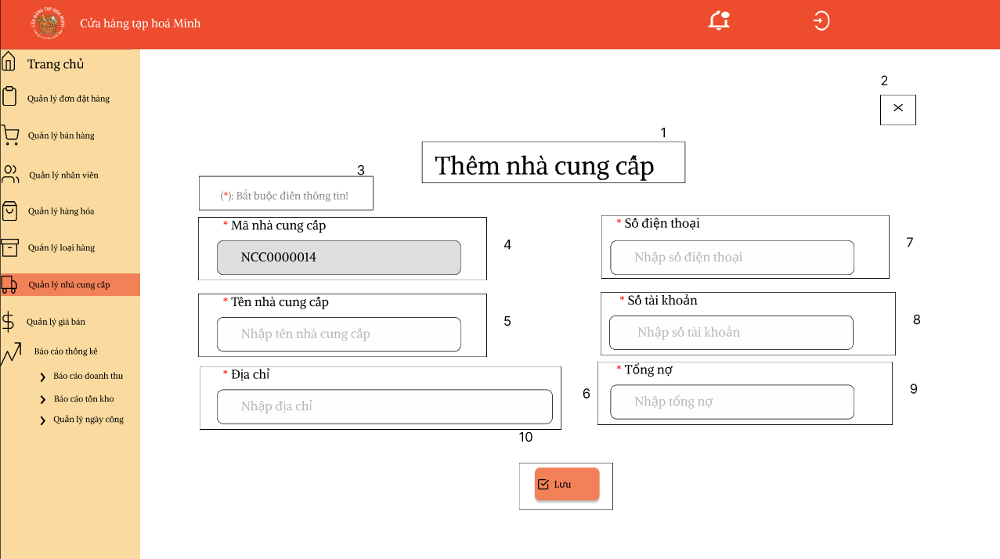 CỬA HÀNG TẠP HÓA MINH
Cửa hàng tạp hoá Minh
Trang chủ
Quản lý đơn đặt hàng
Quản lý bán hàng
Quản lý nhân viên
Quản lý hàng hóa
Quản lý loại hàng
Quản lý nhà cung cấp
Quản lý giá bán
Báo cáo thống kê
Báo cáo doanh thu
Báo cáo tồn kho
Quản lý ngày công
2
1
Thêm nhà cung cấp
3
(*): Bắt buộc điền thông tin!
* Mã nhà cung cấp
NCC0000014
4
* Số điện thoại
Nhập số điện thoại
7
* Tên nhà cung cấp
Nhập tên nhà cung cấp
5
* Số tài khoản
Nhập số tài khoản
8
* Địa chỉ
Nhập địa chỉ
6
* Tổng nợ
Nhập tổng nợ
9
10
Lưu